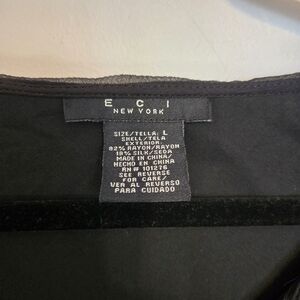 E C I
NEW YORK
SIZE/TELLA: L
SHELL/TELA
EXTERIOR:
82% RAYON/RAYON
18% SILK/SEDA
MADE IN CHINA/
HECHO EN CHINA
RN# 101276
SEE REVERSE
FOR CARE/
VER AL REVERSO
PARA CUIDADO